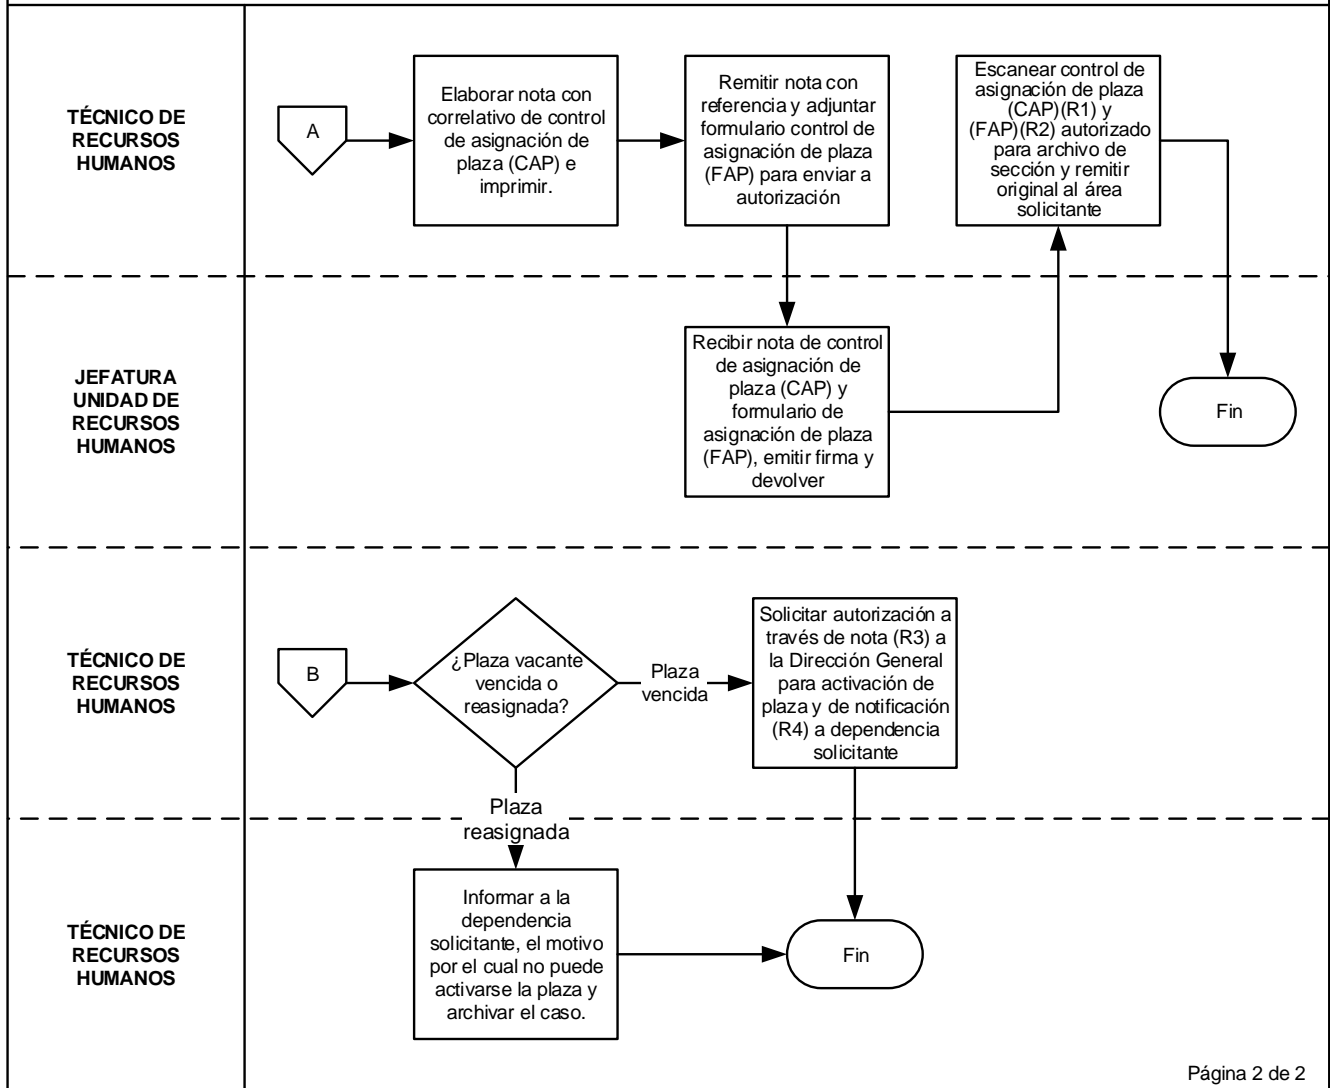 TÉCNICO DE
RECURSOS
HUMANOS
A
Elaborar nota con
correlativo de control
de asignación de
plaza (CAP) e
imprimir.
Remitir nota con
referencia y adjuntar
formulario control de
asignación de plaza
(FAP) para enviar a
autorización
Escanear control de
asignación de plaza
(CAP)(R1) y
(FAP)(R2) autorizado
para archivo de
sección y remitir
original al área
solicitante
JEFATURA
UNIDAD DE
RECURSOS
HUMANOS
Recibir nota de control
de asignación de
plaza (CAP) y
formulario de
asignación de plaza
(FAP), emitir firma y
devolver
Fin
TÉCNICO DE
RECURSOS
HUMANOS
B
¿Plaza vacante
vencida o
reasignada?
Plaza
vencida
Solicitar autorización a
través de nota (R3) a
la Dirección General
para activación de
plaza y de notificación
(R4) a dependencia
solicitante
Plaza
reasignada
TÉCNICO DE
RECURSOS
HUMANOS
Informar a la
dependencia
solicitante, el motivo
por el cual no puede
activarse la plaza y
archivar el caso.
Fin
Página 2 de 2